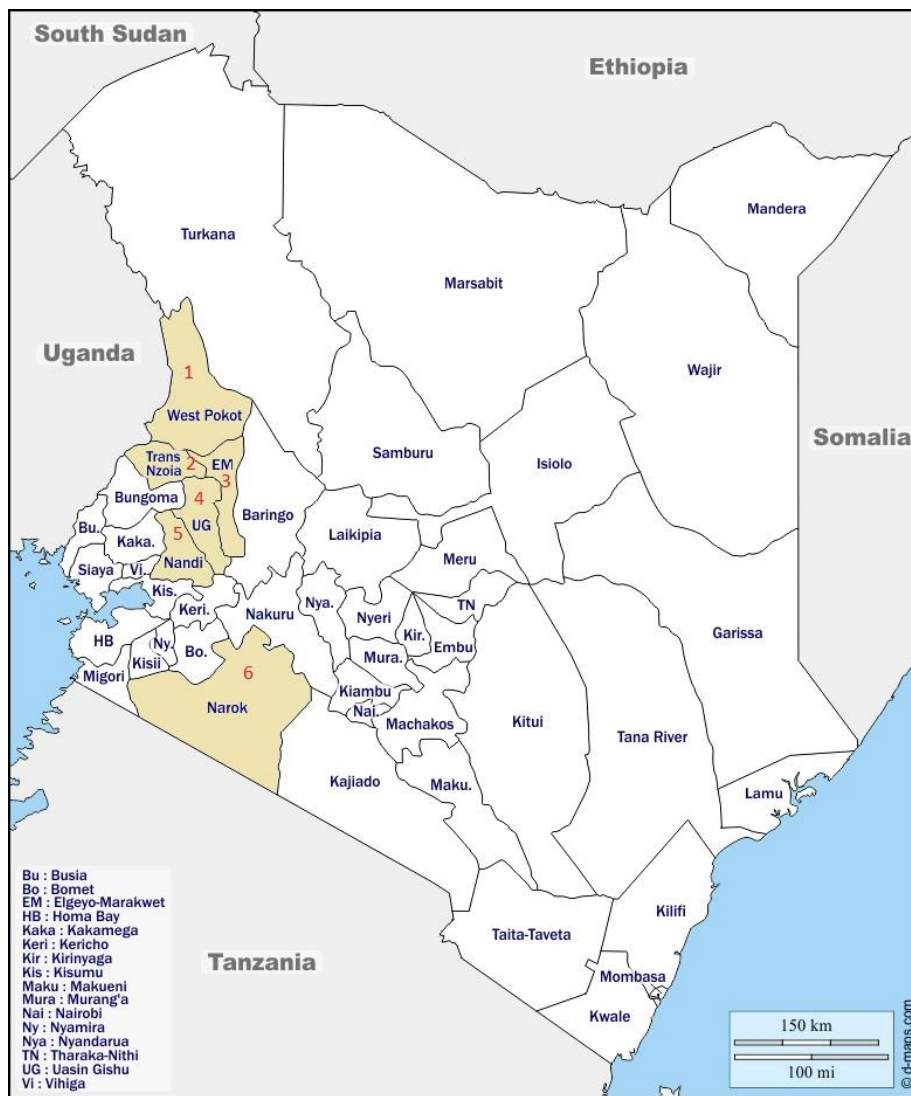 South Sudan
Ethiopia
Mandera
Turkana
Marsabit
Uganda
Wajir
1
West Pokot
Somalia
Samburu
Trans
Nzoia
2
EM
3
Isiolo
4
Bungoma
Baringo
UG
5
Bu.
Kaka.
Laikipia
Meru
Nandi
Siaya
Vi.
Kis.
TN
Keri.
Nakuru
Nya.
Nyeri
Kir.
Embu
Garissa
HB
Ny.
Kisii
Bo.
Mura.
Migori
6
Kiambu
Narok
Nai.
Machakos
Kitui
Tana River
Kajiado
Maku.
Lamu
Kilifi
Taita-Taveta
Tanzania
Mombasa
Kwale
Bu : Busia
Bo : Bomet
EM : Elgeyo-Marakwet
HB : Homa Bay
Kaka : Kakamega
Keri : Kericho
Kir : Kirinyaga
Kis : Kisumu
Maku : Makueni
Mura : Murang'a
Nai : Nairobi
Ny : Nyamira
Nya : Nyandarua
TN : Tharaka-Nithi
UG : Uasin Gishu
Vi : Vihiga
150 km
100 mi
© d-maps.com